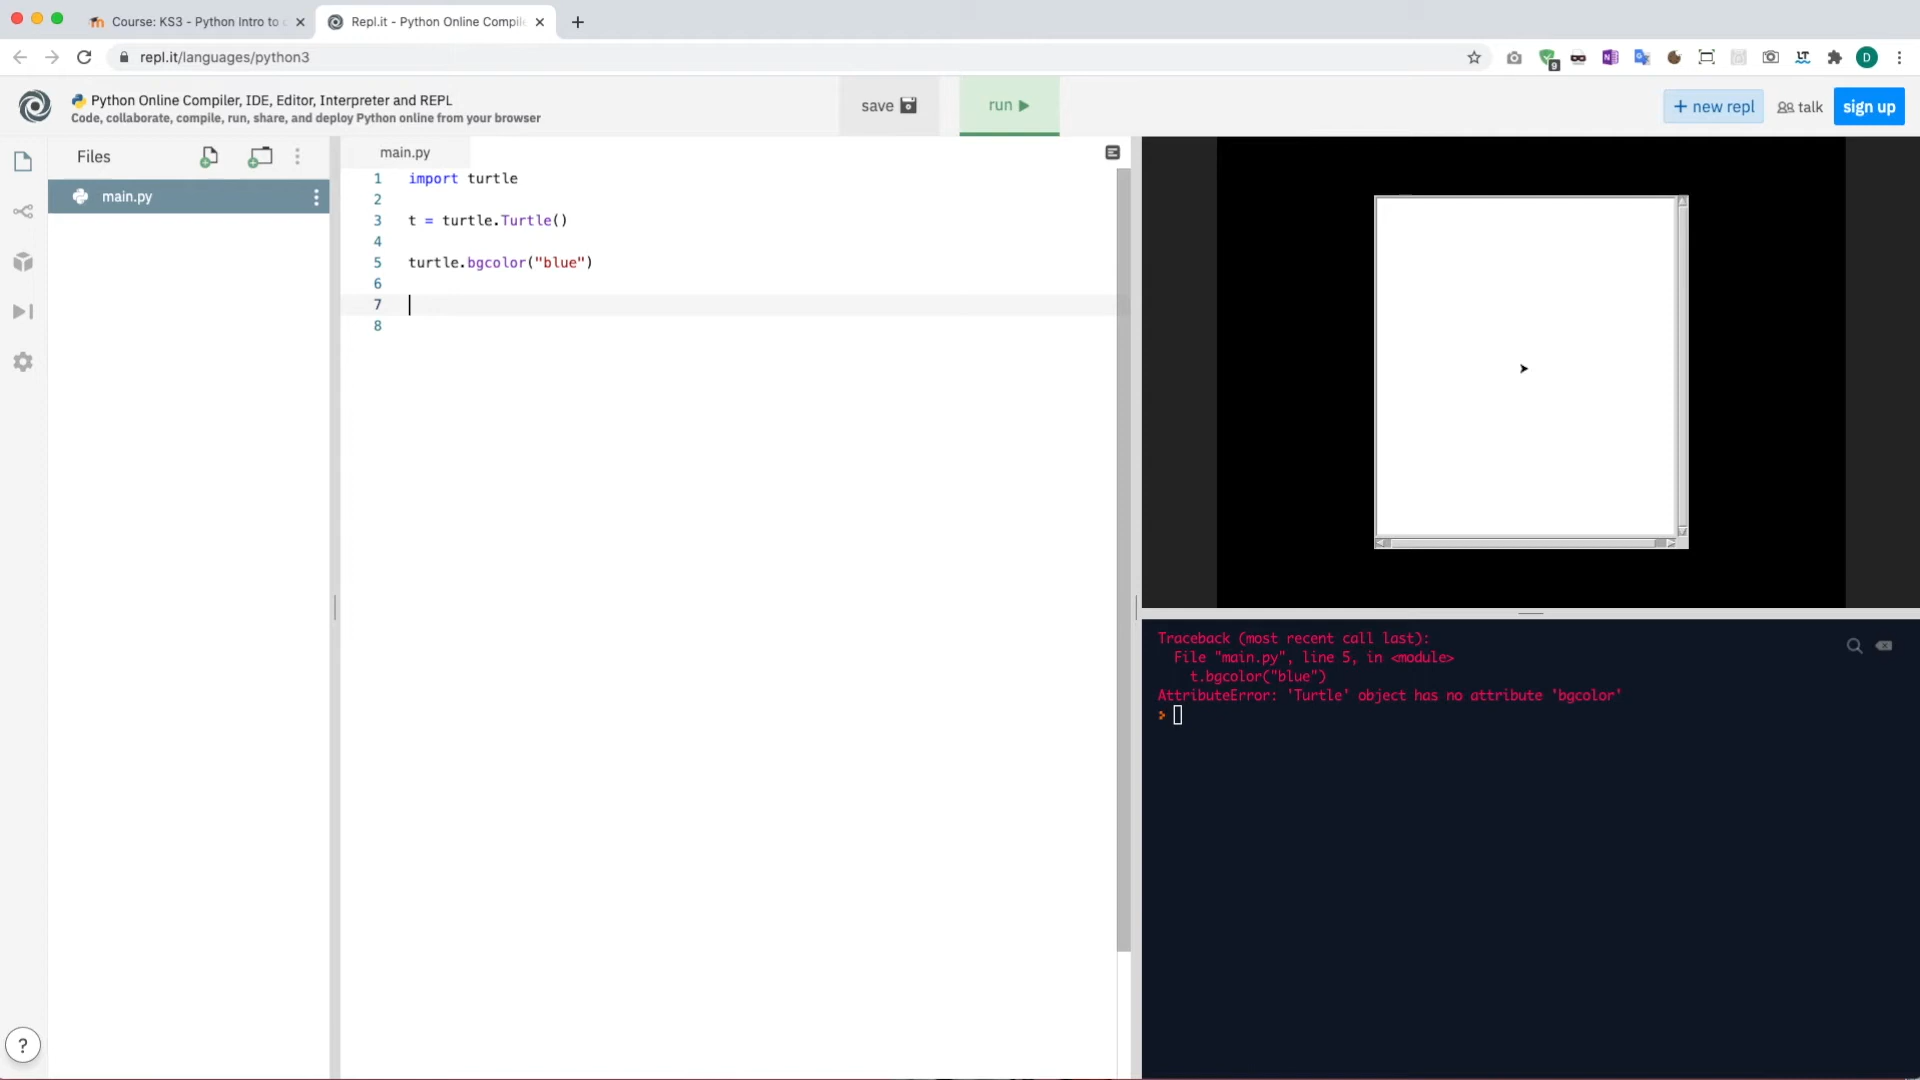 Course: KS3 - Python Intro to c
Repl.it - Python Online Compile
repl.it/languages/python3
9
LT
D
Python Online Compiler, IDE, Editor, Interpreter and REPL
Code, collaborate, compile, run, share, and deploy Python online from your browser
save
run
+ new repl
talk
sign up
Files
main.py
main.py
1 import turtle
2
3 t = turtle.Turtle()
4
5 turtle.bgcolor("blue")
6
7
8
Traceback (most recent call last):
File "main.py", line 5, in <module>
t.bgcolor("blue")
AttributeError: 'Turtle' object has no attribute 'bgcolor'
?